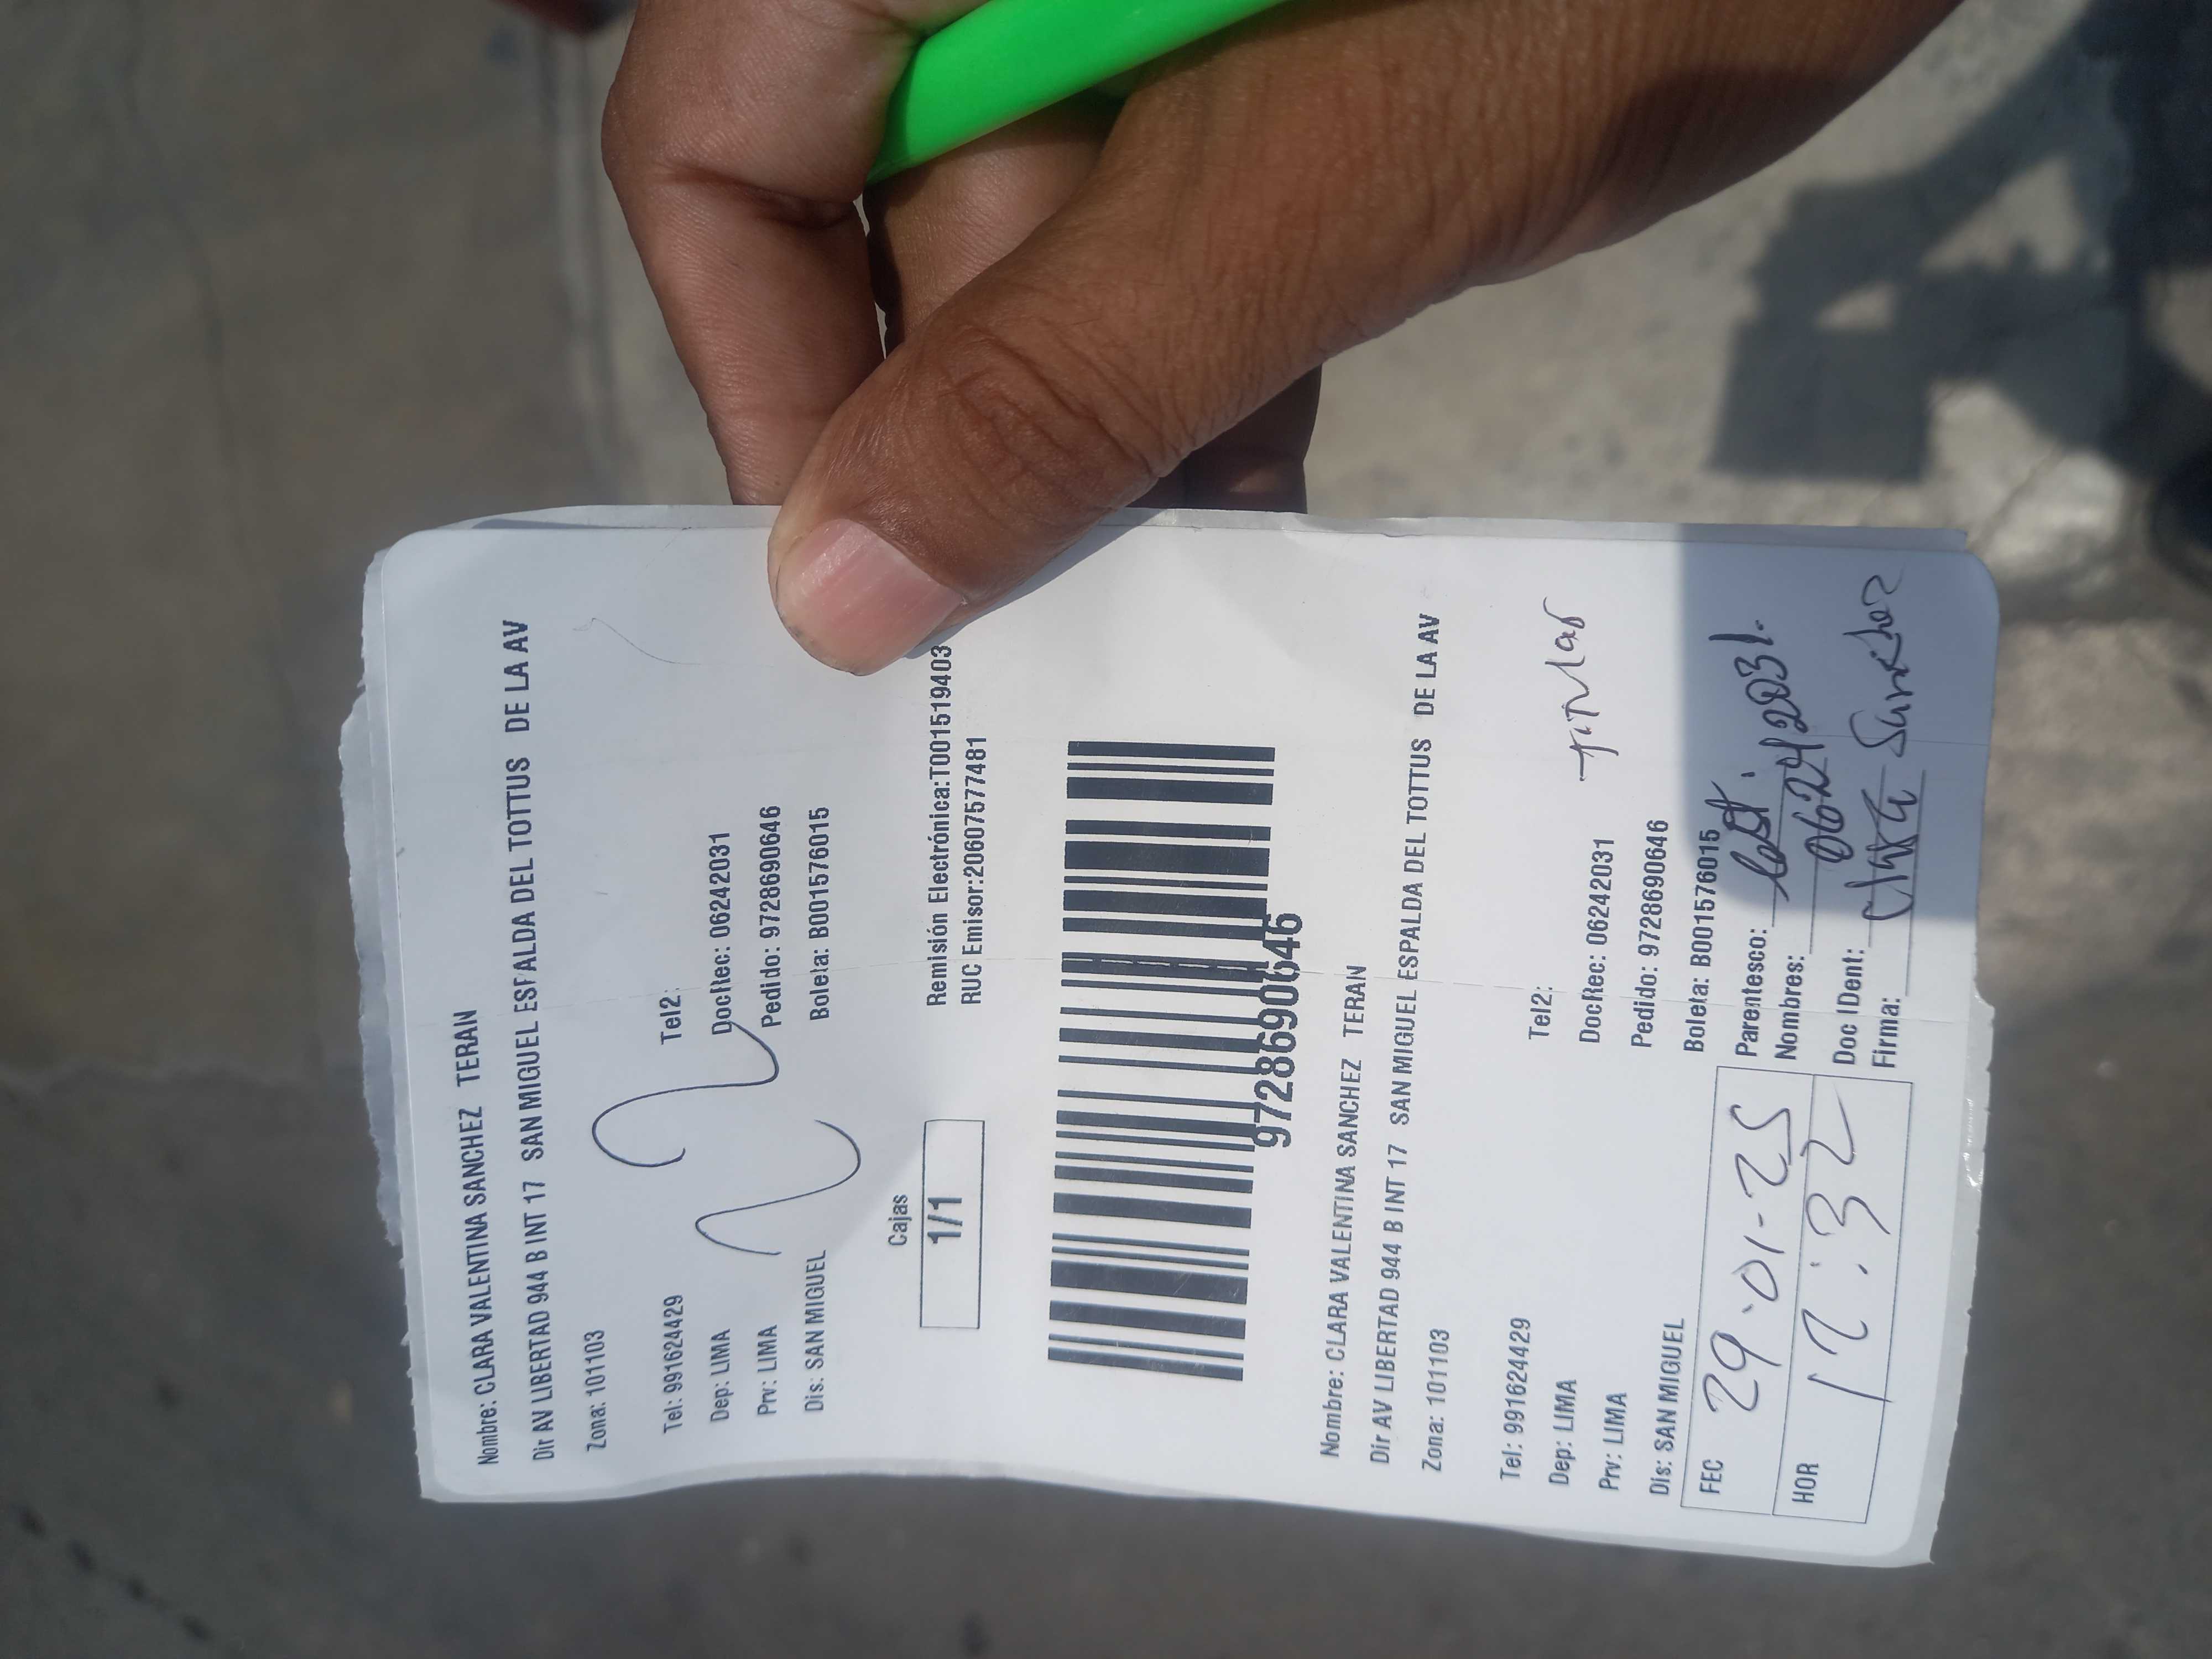 Nombre: CLARA VALENTINA SANCHEZ TERAN
Dir AV LIBERTAD 944 B INT 17 SAN MIGUEL ESPALDA DEL TOTTUS DE LA AV
Zona: 101103
Tel: 991624429 Tel2:
Dep: LIMA DocRec: 06242031
Prv: LIMA Pedido: 9728690646
Dis: SAN MIGUEL Boleta: B001576015
Cajas
1/1
Remisión Electrónica:T001519403
RUC Emisor:20607577481
9728690646
Nombre: CLARA VALENTINA SANCHEZ TERAN
Dir AV LIBERTAD 944 B INT 17 SAN MIGUEL ESPALDA DEL TOTTUS DE LA AV
Zona: 101103
Tel: 991624429 Tel2:
Dep: LIMA DocRec: 06242031 titular
Prv: LIMA Pedido: 9728690646
Dis: SAN MIGUEL Boleta: B001576015
FEC 29-01-25
HOR 12:32
Parentesco:
Nombres: 06242031.
Doc IDent: Clara Sanchez
Firma: